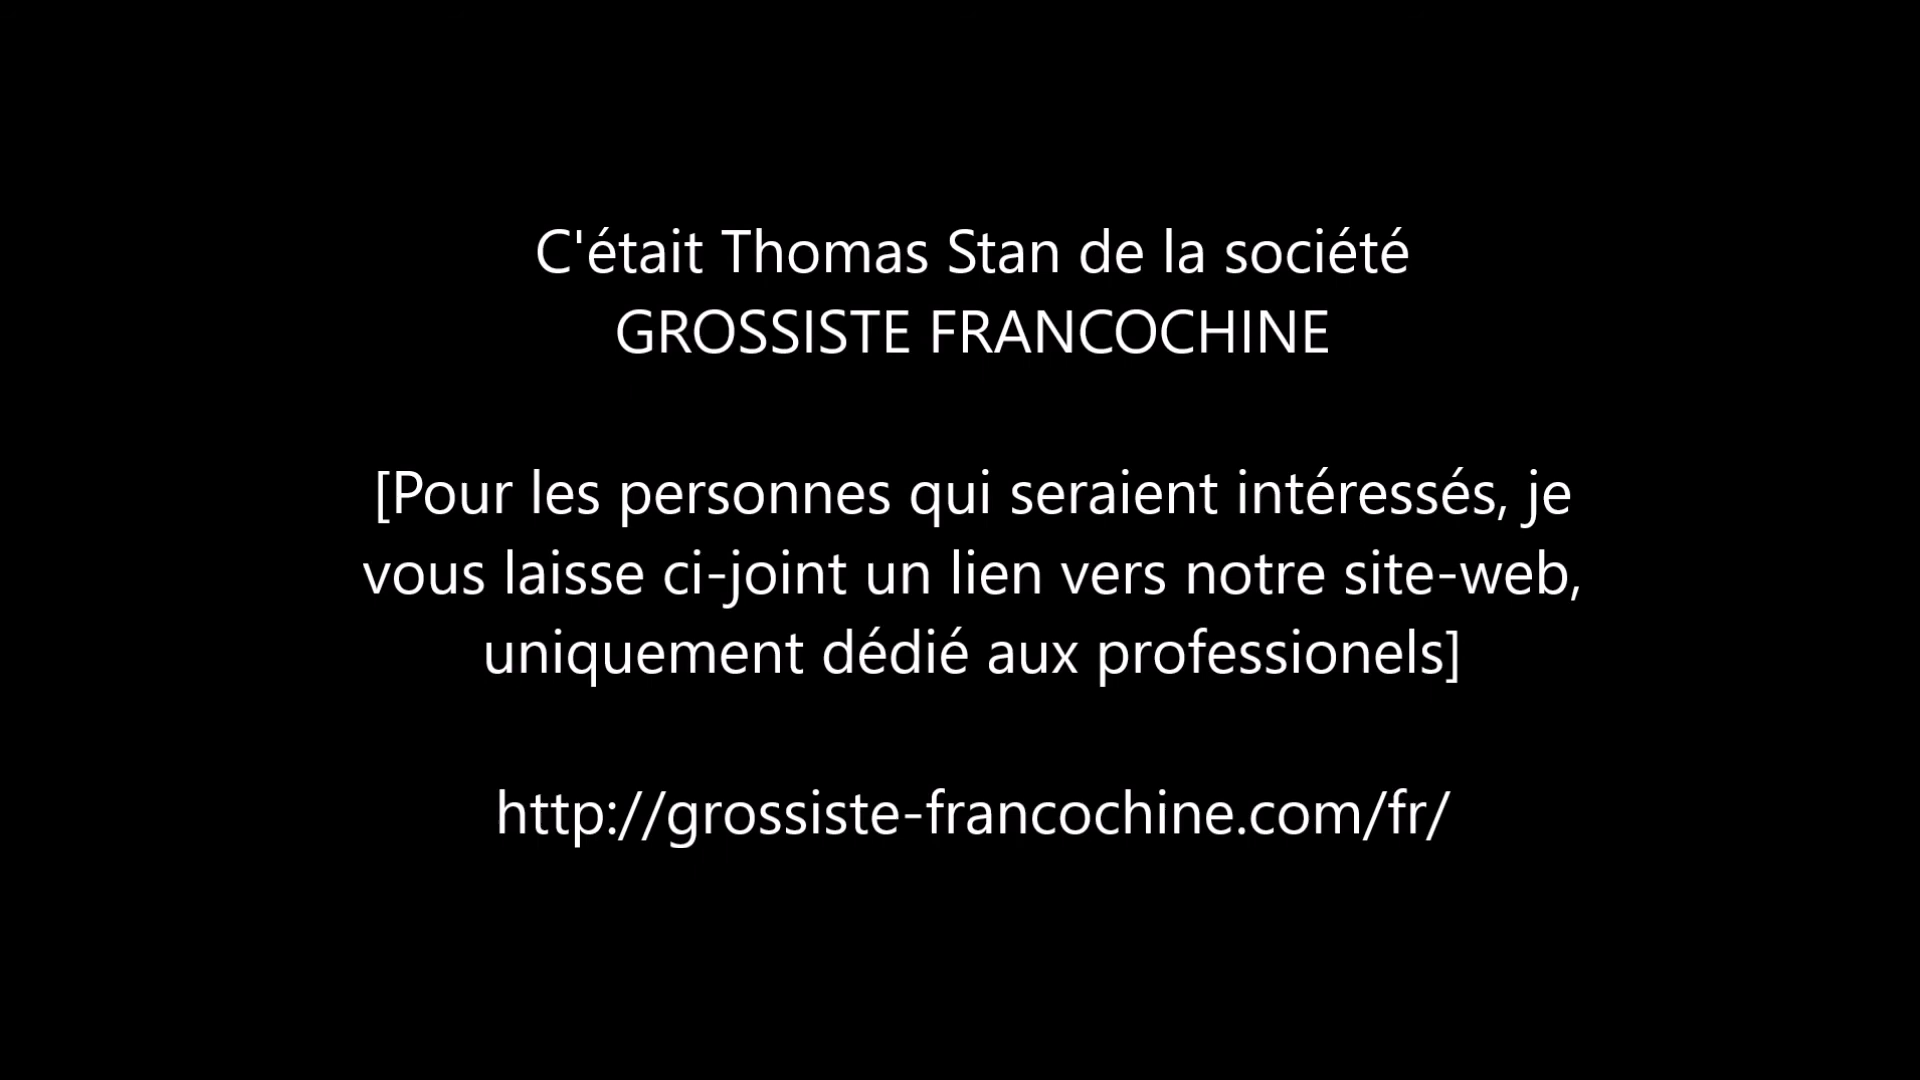 C'était Thomas Stan de la société
GROSSISTE FRANCOCHINE
[Pour les personnes qui seraient intéressés, je
vous laisse ci-joint un lien vers notre site-web,
uniquement dédié aux professionels]
http://grossiste-francochine.com/fr/